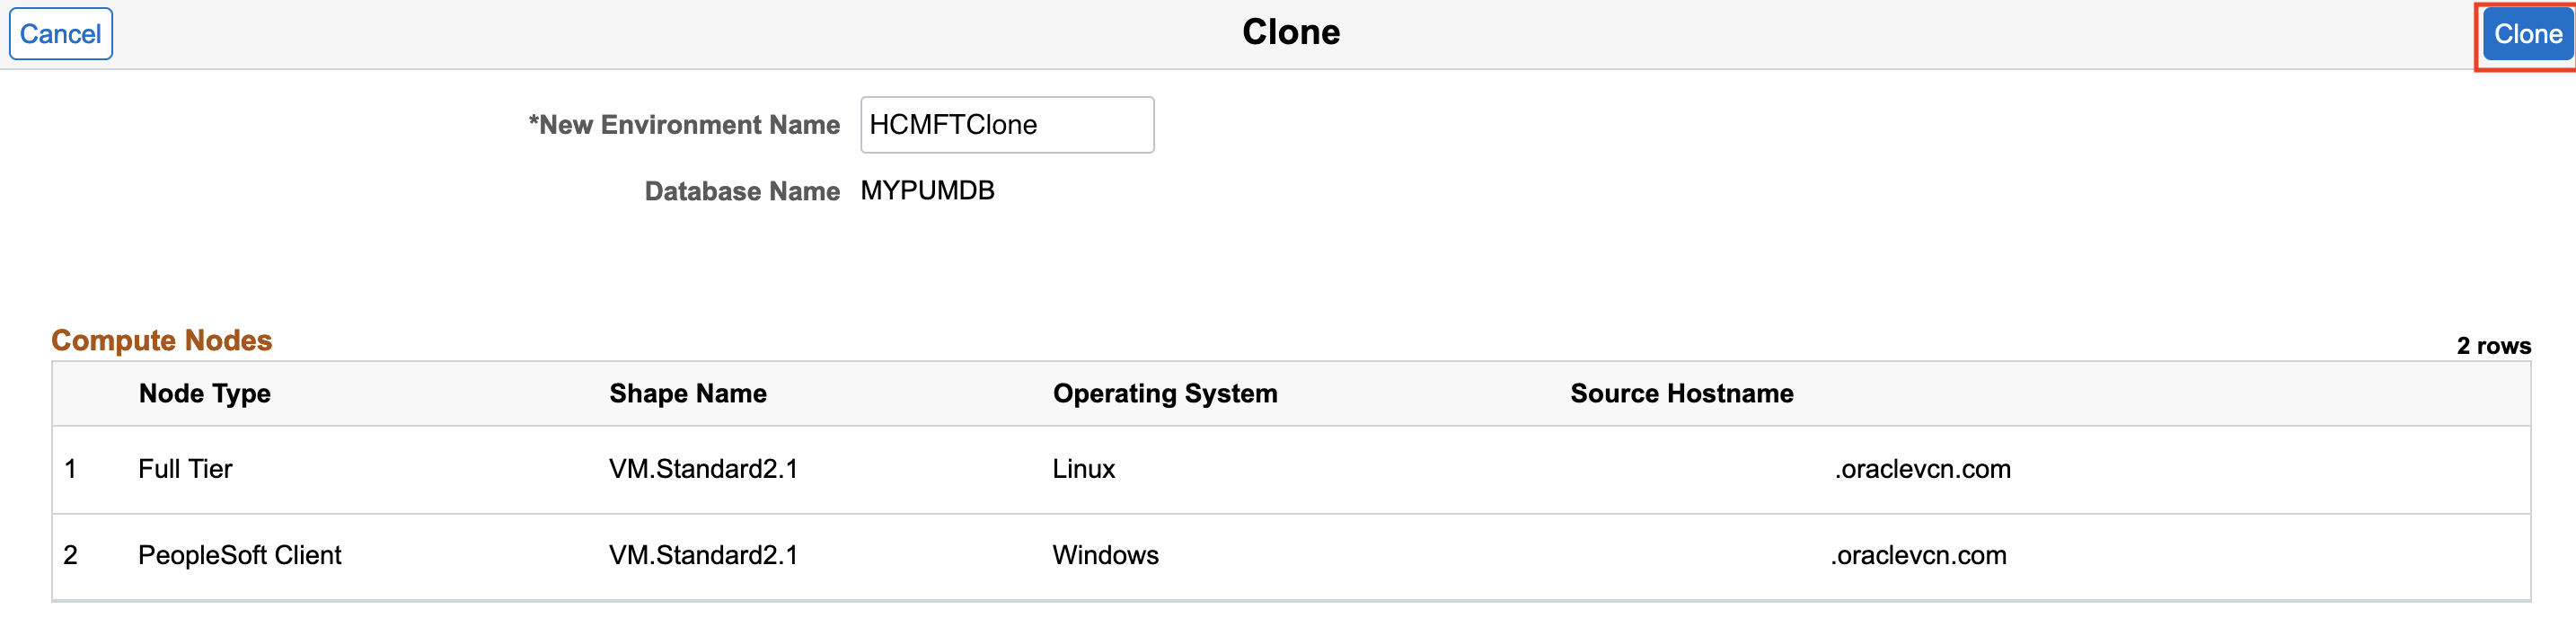 Cancel Clone Clone
*New Environment Name HCMFTClone
Database Name MYPUMDB
Compute Nodes 2 rows
Node Type Shape Name Operating System Source Hostname
1 Full Tier VM.Standard2.1 Linux .oraclevcn.com
2 PeopleSoft Client VM.Standard2.1 Windows .oraclevcn.com